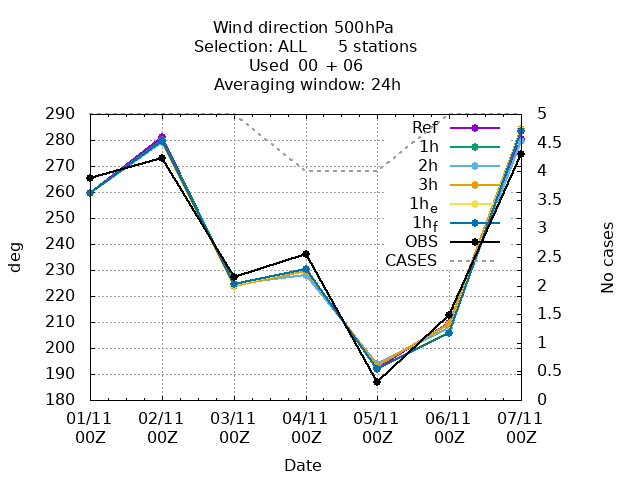 Wind direction 500hPa
Selection: ALL 5 stations
Used 00 + 06
Averaging window: 24h
290
280
270
260
250
240
230
220
210
200
190
180
deg
5
4.5
4
3.5
3
2.5
2
1.5
1
0.5
0
No cases
Ref
1h
2h
3h
1he
1hf
OBS
CASES
01/11 02/11 03/11 04/11 05/11 06/11 07/11
00Z 00Z 00Z 00Z 00Z 00Z 00Z
Date